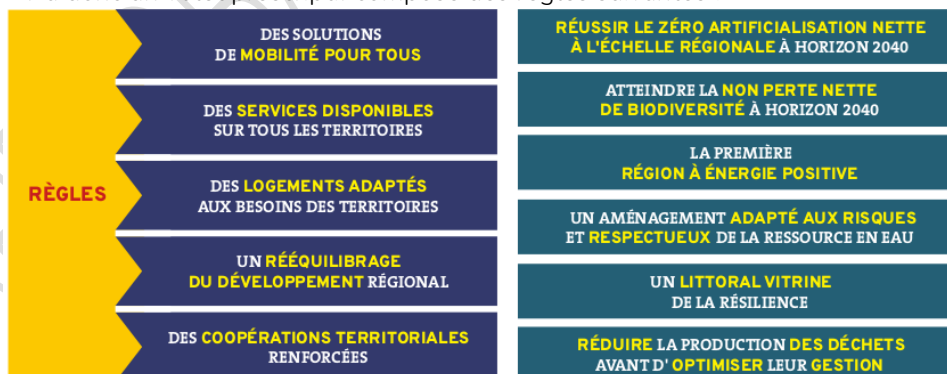 RÈGLES
DES SOLUTIONS
DE MOBILITÉ POUR TOUS
DES SERVICES DISPONIBLES
SUR TOUS LES TERRITOIRES
DES LOGEMENTS ADAPTÉS
AUX BESOINS DES TERRITOIRES
UN RÉÉQUILIBRAGE
DU DÉVELOPPEMENT RÉGIONAL
DES COOPÉRATIONS TERRITORIALES
RENFORCÉES
RÉUSSIR LE ZÉRO ARTIFICIALISATION NETTE
À L'ÉCHELLE RÉGIONALE À HORIZON 2040
ATTEINDRE LA NON PERTE NETTE
DE BIODIVERSITÉ À HORIZON 2040
LA PREMIÈRE
RÉGION À ÉNERGIE POSITIVE
UN AMÉNAGEMENT ADAPTÉ AUX RISQUES
ET RESPECTUEUX DE LA RESSOURCE EN EAU
UN LITTORAL VITRINE
DE LA RÉSILIENCE
RÉDUIRE LA PRODUCTION DES DÉCHETS
AVANT D' OPTIMISER LEUR GESTION